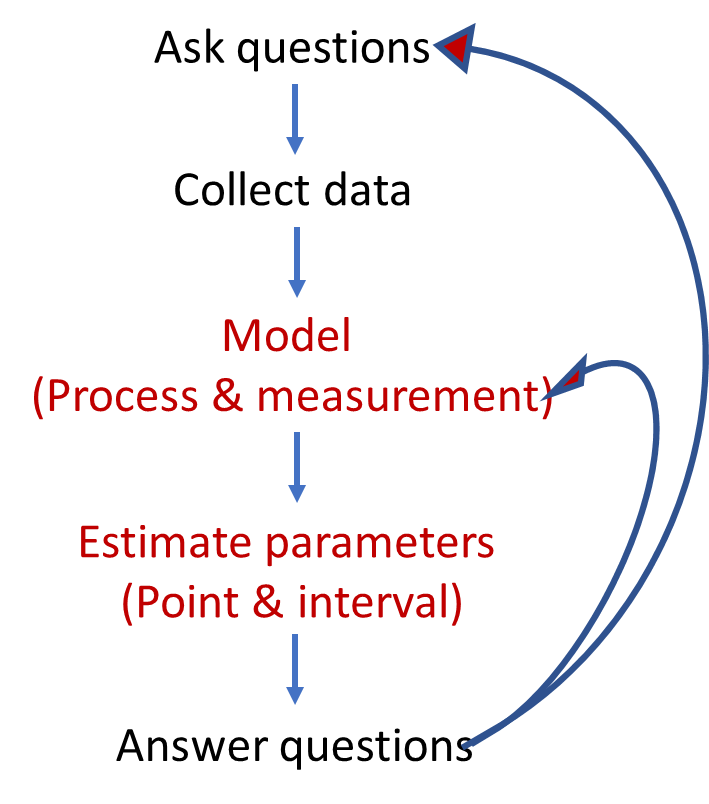 Ask questions
Collect data
Model
(Process & measurement)
Estimate parameters
(Point & interval)
Answer questions